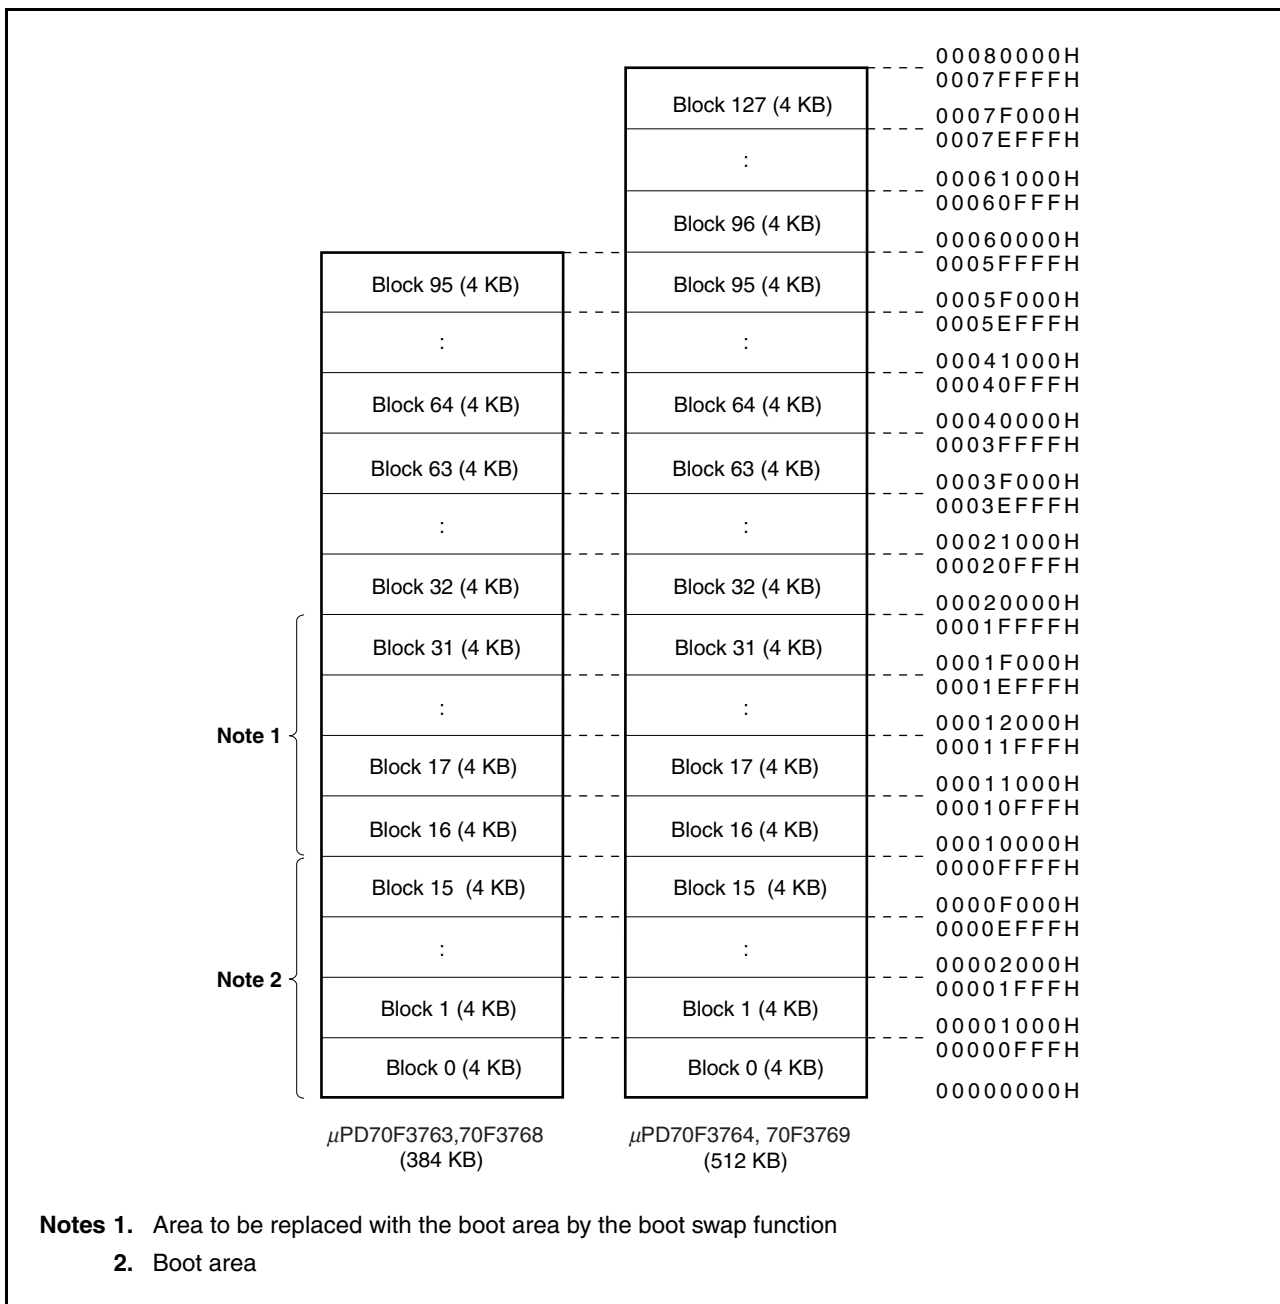 00080000H
0007FFFFH
Block 127 (4 KB)
0007F000H
0007EFFFH
:
00061000H
00060FFFH
Block 96 (4 KB)
00060000H
0005FFFFH
Block 95 (4 KB) Block 95 (4 KB)
0005F000H
0005EFFFH
: :
00041000H
00040FFFH
Block 64 (4 KB) Block 64 (4 KB)
00040000H
0003FFFFH
Block 63 (4 KB) Block 63 (4 KB)
0003F000H
0003EFFFH
: :
00021000H
00020FFFH
Block 32 (4 KB) Block 32 (4 KB)
00020000H
0001FFFFH
Block 31 (4 KB) Block 31 (4 KB)
0001F000H
0001EFFFH
: :
00012000H
Note 1
00011FFFH
Block 17 (4 KB) Block 17 (4 KB)
00011000H
00010FFFH
Block 16 (4 KB) Block 16 (4 KB)
00010000H
0000FFFFH
Block 15 (4 KB) Block 15 (4 KB)
0000F000H
0000EFFFH
: :
00002000H
Note 2
00001FFFH
Block 1 (4 KB) Block 1 (4 KB)
00001000H
00000FFFH
Block 0 (4 KB) Block 0 (4 KB)
00000000H
μPD70F3763,70F3768 μPD70F3764, 70F3769
(384 KB) (512 KB)
Notes 1. Area to be replaced with the boot area by the boot swap function
2. Boot area